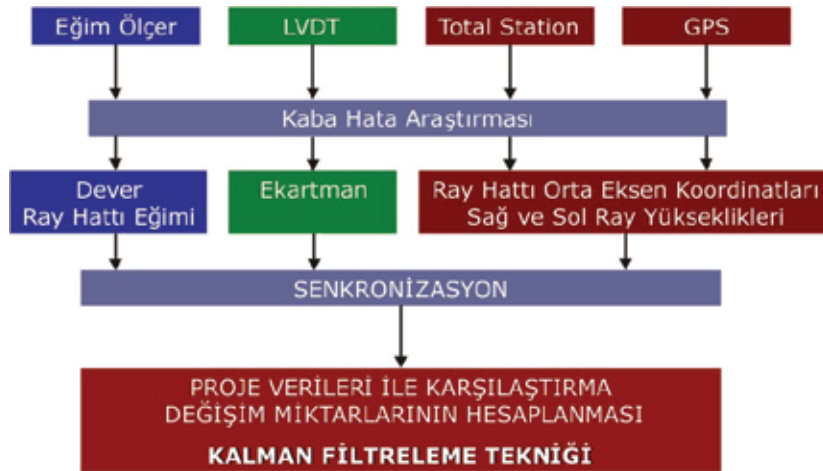 Eğim Ölçer
LVDT
Total Station
GPS
Kaba Hata Araştırması
Dever
Ray Hattı Eğimi
Ekartman
Ray Hattı Orta Eksen Koordinatları
Sağ ve Sol Ray Yükseklikleri
SENKRONİZASYON
PROJE VERİLERİ İLE KARŞILAŞTIRMA
DEĞİŞİM MİKTARLARININ HESAPLANMASI
KALMAN FİLTRELEME TEKNİĞİ